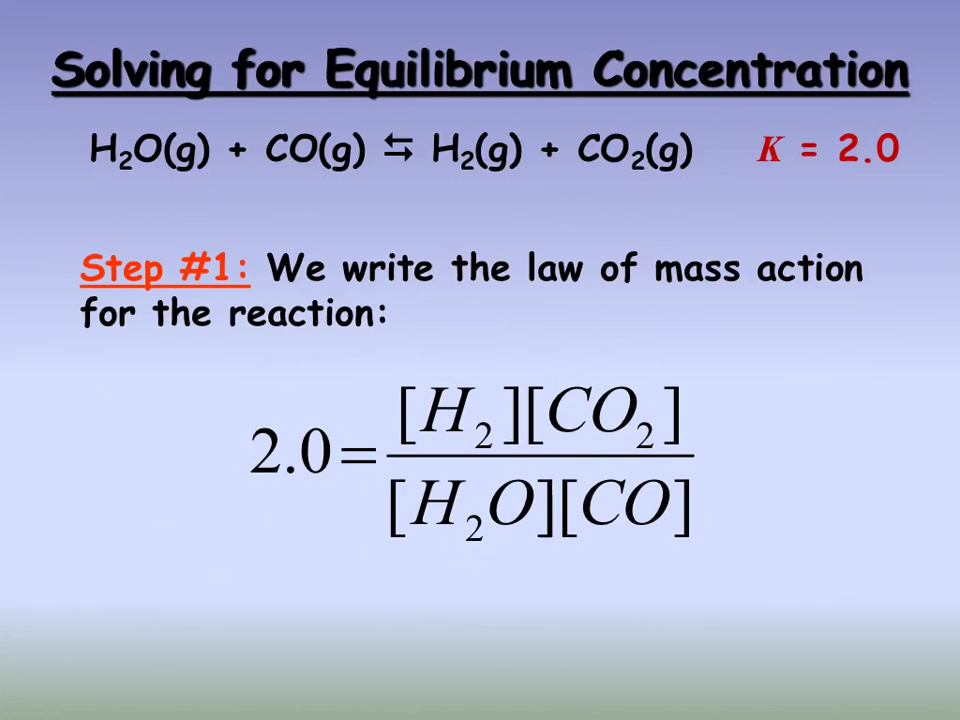 Solving for Equilibrium Concentration
H₂O(g) + CO(g) ⇆ H₂(g) + CO₂(g) K = 2.0
Step #1: We write the law of mass action
for the reaction:
2.0 = [H₂][CO₂] / [H₂O][CO]